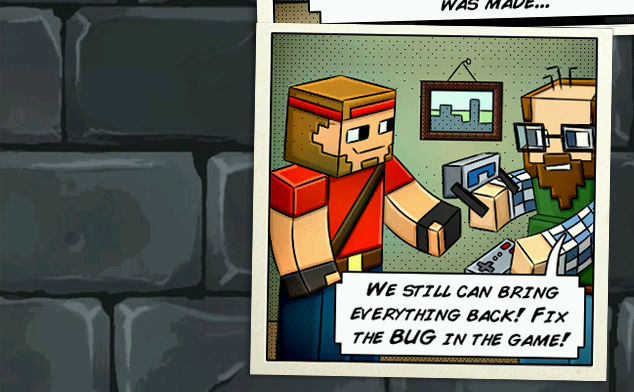 WAS MADE...
WE STILL CAN BRING
EVERYTHING BACK! FIX
THE BUG IN THE GAME!